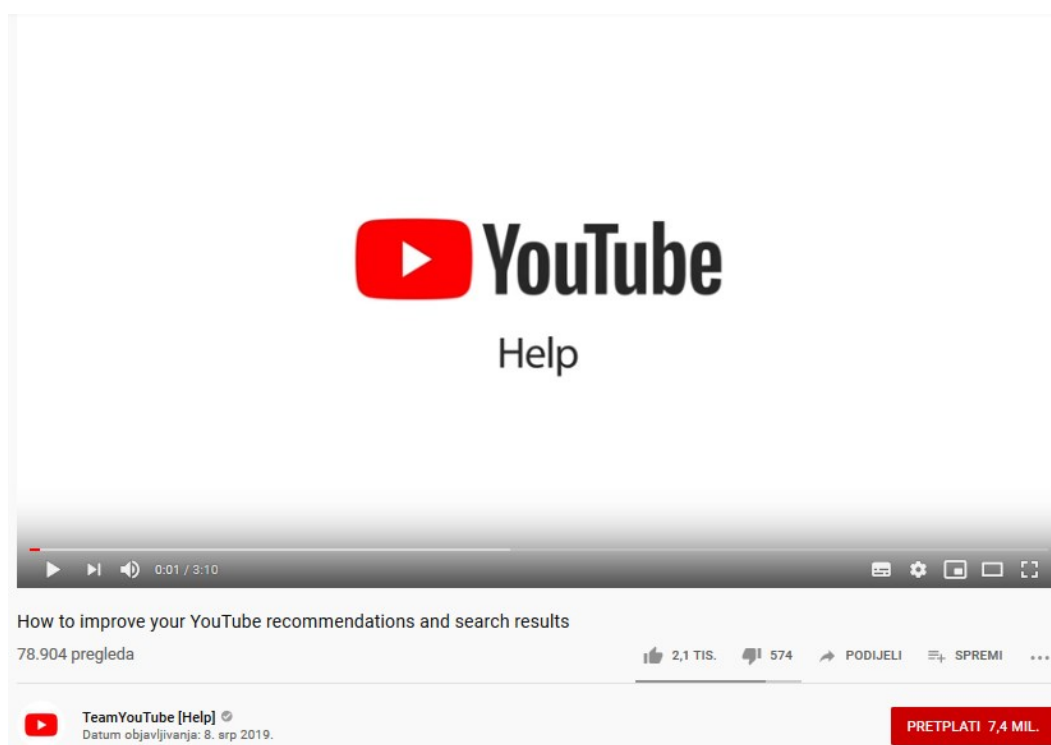 YouTube
Help
0:01 / 3:10
How to improve your YouTube recommendations and search results
78.904 pregleda
2,1 TIS. 574 PODIJELI SPREMI
TeamYouTube [Help]
Datum objavljivanja: 8. srp 2019.
PRETPLATI 7,4 MIL.